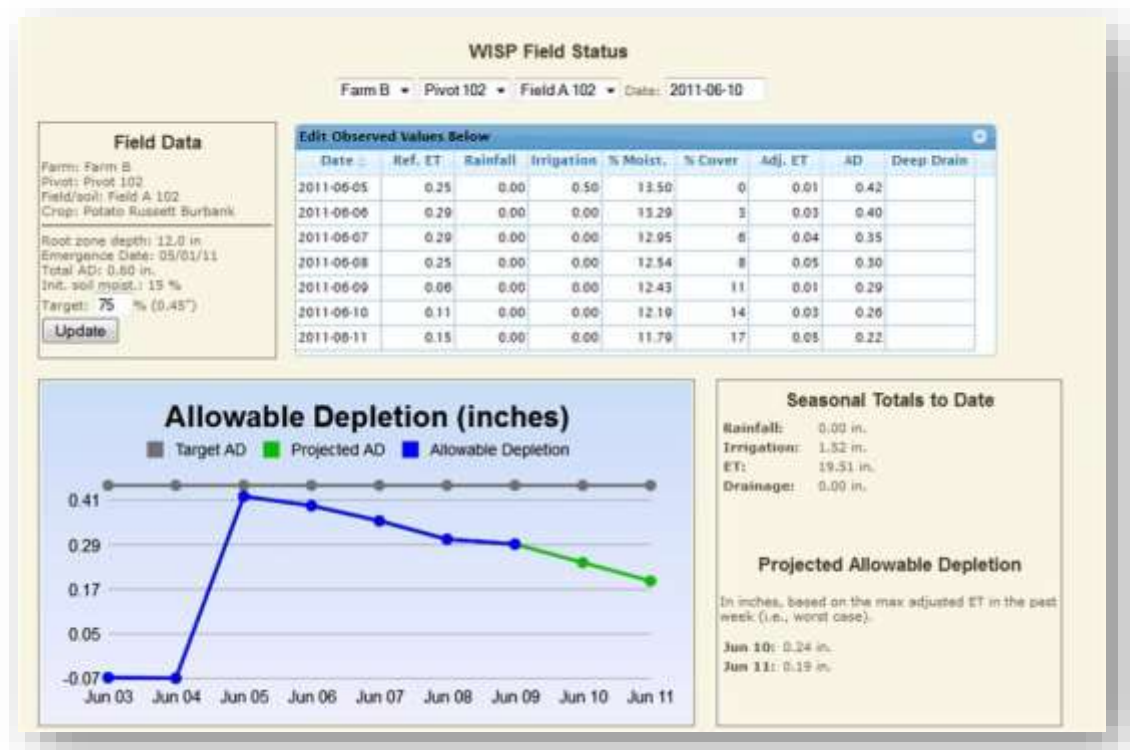 WISP Field Status
Farm B Pivot 102 Field A 102 Date: 2011-06-10
Field Data
Farm: Farm B
Pivot: Pivot 102
Field/soil: Field A 102
Crop: Potato Russett Burbank
Root zone depth: 12.0 in
Emergence Date: 05/01/11
Total AD: 0.60 in.
Init. soil moist.: 15 %
Target: 75 % (0.45")
Update
Edit Observed Values Below
Date Ref. ET Rainfall Irrigation % Moist. % Cover Adj. ET AD Deep Drain
2011-06-05 0.25 0.00 0.50 13.50 0 0.01 0.42
2011-06-06 0.29 0.00 0.00 13.29 3 0.03 0.40
2011-06-07 0.29 0.00 0.00 12.95 6 0.04 0.35
2011-06-08 0.25 0.00 0.00 12.54 8 0.05 0.30
2011-06-09 0.06 0.00 0.00 12.43 11 0.01 0.29
2011-06-10 0.11 0.00 0.00 12.19 14 0.03 0.26
2011-06-11 0.15 0.00 0.00 11.79 17 0.05 0.22
Allowable Depletion (inches)
Target AD Projected AD Allowable Depletion
0.41
0.29
0.17
0.05
-0.07
Jun 03 Jun 04 Jun 05 Jun 06 Jun 07 Jun 08 Jun 09 Jun 10 Jun 11
Seasonal Totals to Date
Rainfall: 0.00 in.
Irrigation: 1.52 in.
ET: 19.51 in.
Drainage: 0.00 in.
Projected Allowable Depletion
In inches, based on the max adjusted ET in the past
week (i.e., worst case).
Jun 10: 0.24 in.
Jun 11: 0.19 in.